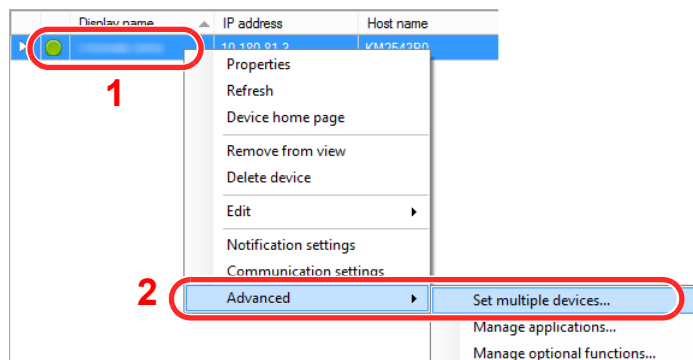 Display name IP address Host name
10.180.81.2 KM2542B0
1
Properties
Refresh
Device home page
Remove from view
Delete device
Edit
Notification settings
Communication settings
2
Advanced
Set multiple devices...
Manage applications...
Manage optional functions...